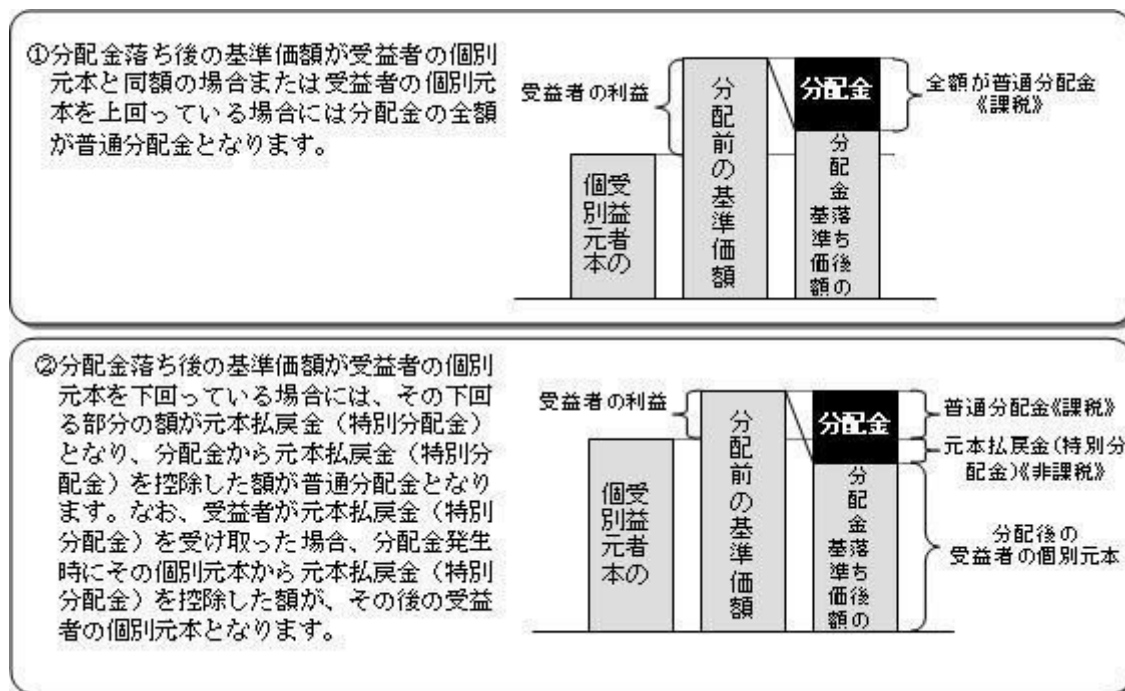 ①分配金落ち後の基準価額が受益者の個別
元本と同額の場合または受益者の個別元
本を上回っている場合には分配金の全額
が普通分配金となります。
受益者の利益
受益者の
個別元本
分配前の基準価額
分配金
分配金落ち後の
基準価額
全額が普通分配金
《課税》
②分配金落ち後の基準価額が受益者の個別
元本を下回っている場合には、その下回
る部分の額が元本払戻金（特別分配金）
となり、分配金から元本払戻金（特別分
配金）を控除した額が普通分配金となり
ます。なお、受益者が元本払戻金（特別
分配金）を受け取った場合、分配金発生
時にその個別元本から元本払戻金（特別
分配金）を控除した額が、その後の受益
者の個別元本となります。
受益者の利益
受益者の
個別元本
分配前の基準価額
分配金
分配金落ち後の
基準価額
普通分配金《課税》
元本払戻金(特別分
配金)《非課税》
分配後の
受益者の個別元本